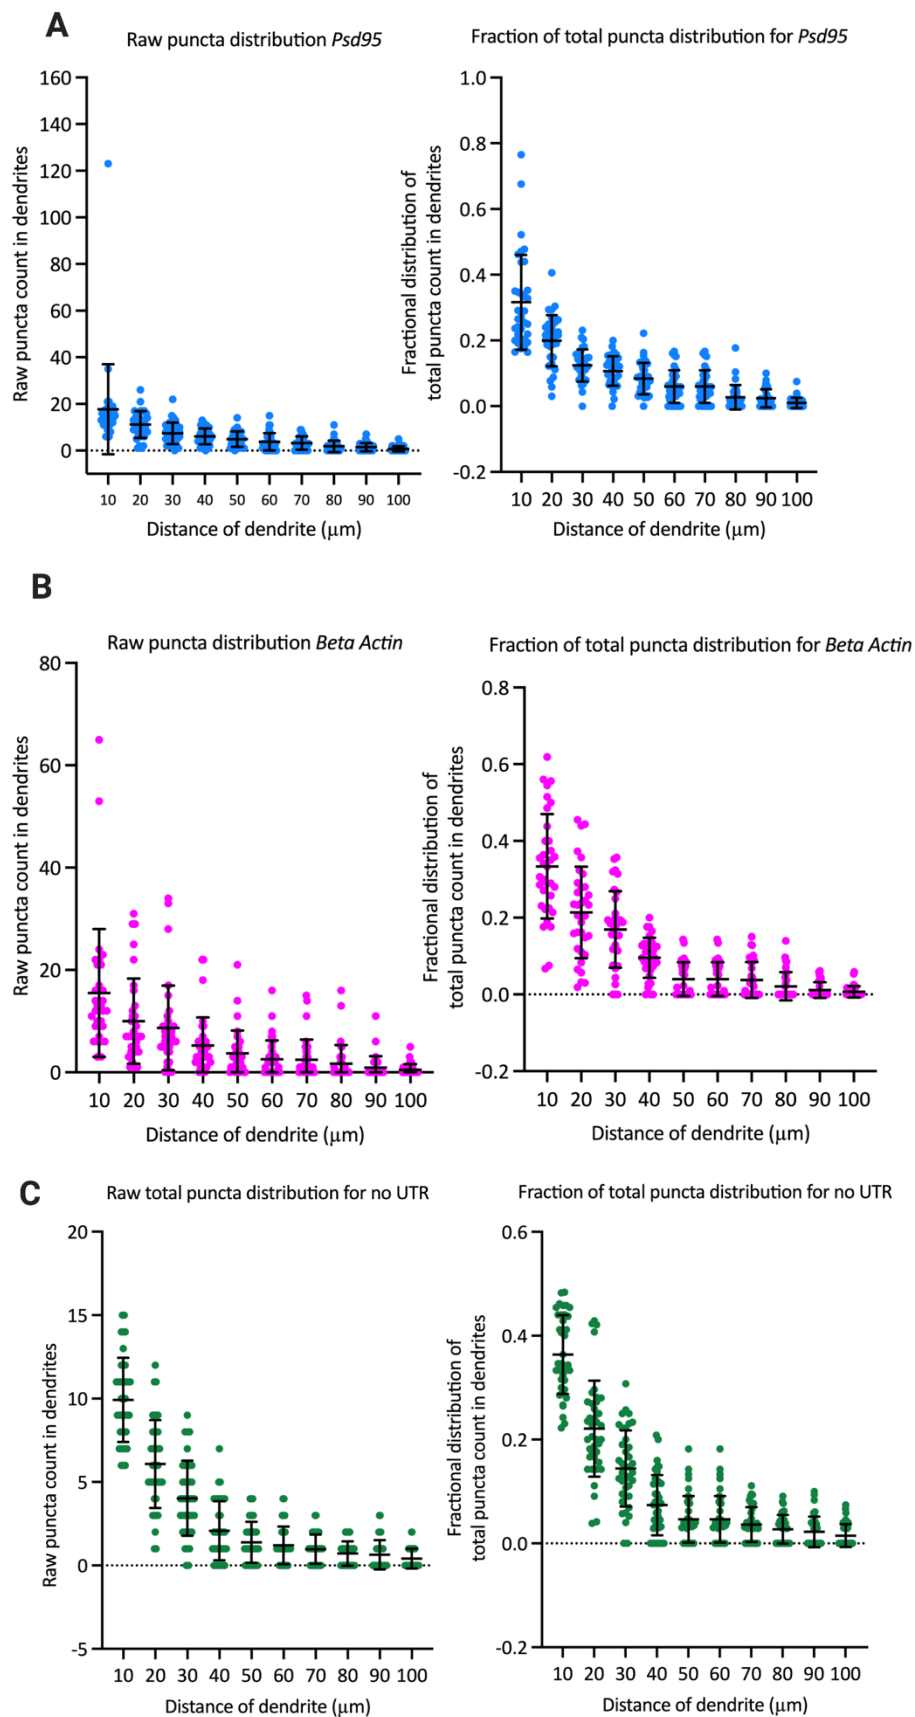 A
Raw puncta distribution Psd95
Fraction of total puncta distribution for Psd95
Raw puncta count in dendrites
160
140
120
100
80
60
40
20
0
10 20 30 40 50 60 70 80 90 100
Distance of dendrite (μm)
Fractional distribution of
total puncta count in dendrites
1.0
0.8
0.6
0.4
0.2
0.0
-0.2
10 20 30 40 50 60 70 80 90 100
Distance of dendrite (μm)
B
Raw puncta distribution Beta Actin
Fraction of total puncta distribution for Beta Actin
Raw puncta count in dendrites
80
60
40
20
0
10 20 30 40 50 60 70 80 90 100
Distance of dendrite (μm)
Fractional distribution of
total puncta count in dendrites
0.8
0.6
0.4
0.2
0.0
-0.2
10 20 30 40 50 60 70 80 90 100
Distance of dendrite (μm)
C
Raw total puncta distribution for no UTR
Fraction of total puncta distribution for no UTR
Raw puncta count in dendrites
20
15
10
5
0
-5
10 20 30 40 50 60 70 80 90 100
Distance of dendrite (μm)
Fractional distribution of
total puncta count in dendrites
0.6
0.4
0.2
0.0
-0.2
10 20 30 40 50 60 70 80 90 100
Distance of dendrite (μm)